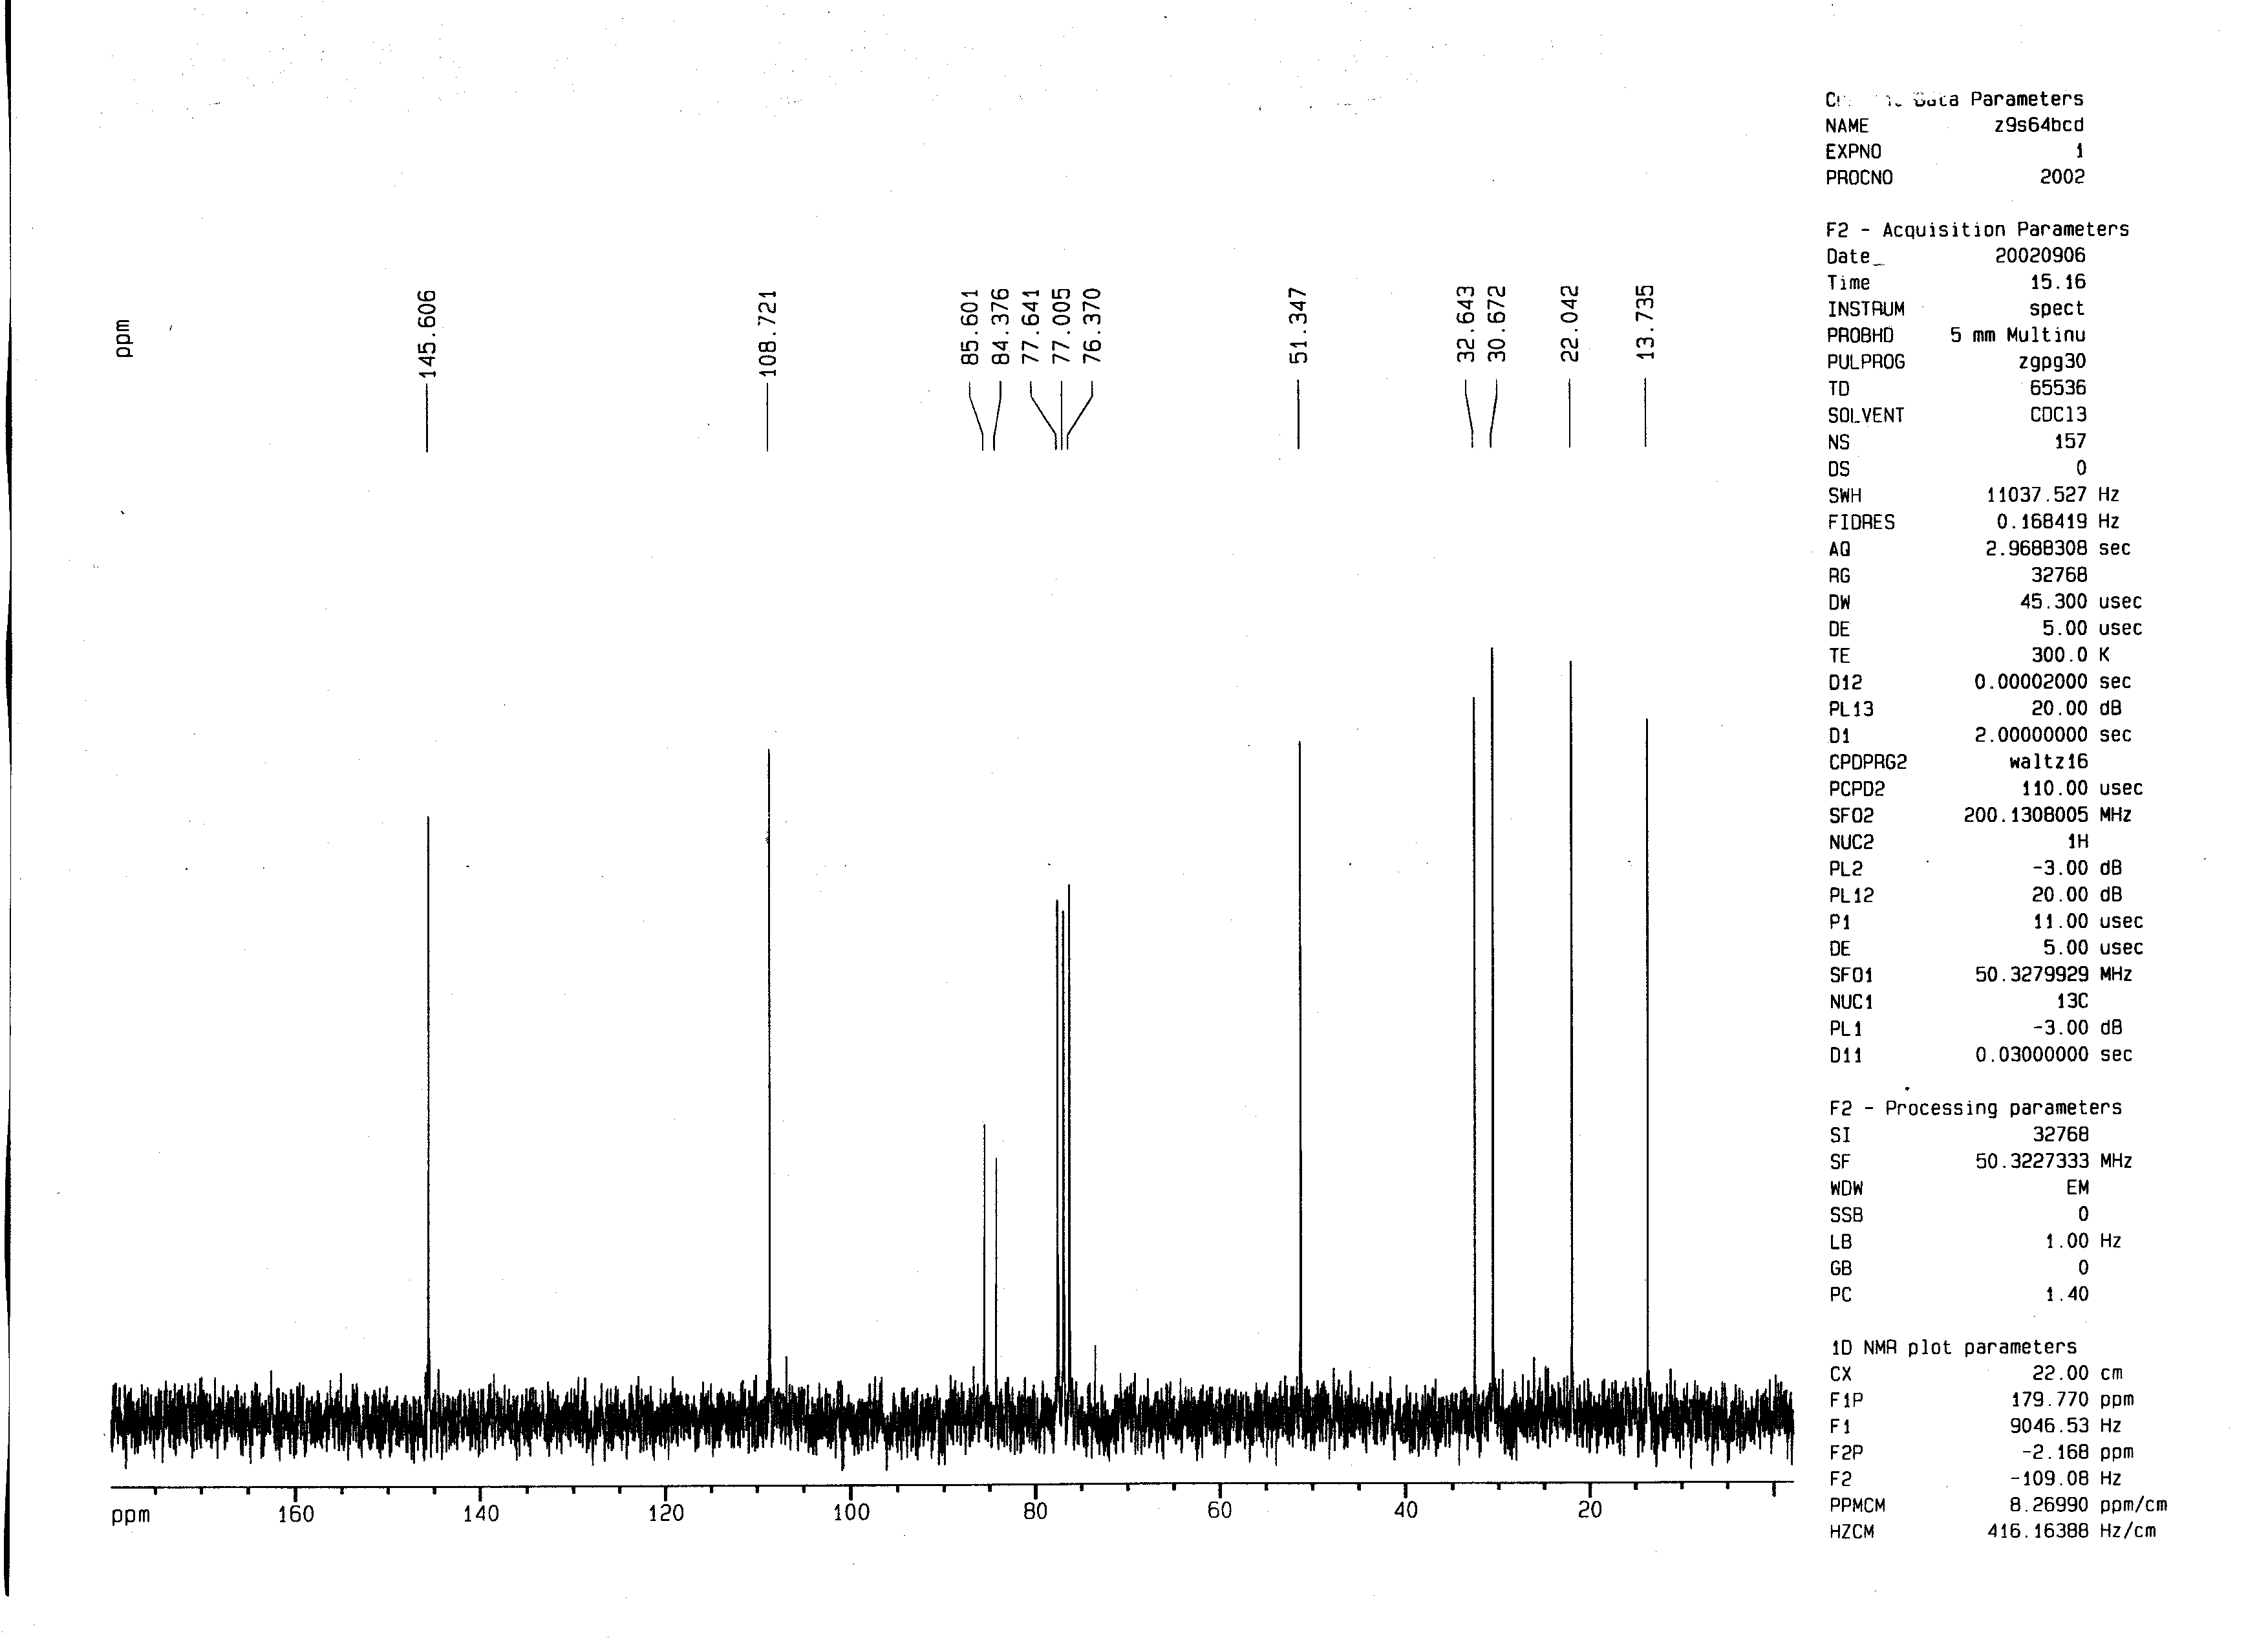 ppm
145.606
108.721
85.601
84.376
77.641
77.005
76.370
51.347
32.643
30.672
22.042
13.735
ppm 160 140 120 100 80 60 40 20
Parameters
NAME z9s64bcd
EXPNO 1
PROCNO 2002
F2 - Acquisition Parameters
Date_ 20020906
Time 15.16
INSTRUM spect
PROBHD 5 mm Multinu
PULPROG zgpg30
TD 65536
SOLVENT CDCl3
NS 157
DS 0
SWH 11037.527 Hz
FIDRES 0.168419 Hz
AQ 2.9688308 sec
RG 32768
DW 45.300 usec
DE 5.00 usec
TE 300.0 K
D12 0.00002000 sec
PL13 20.00 dB
D1 2.00000000 sec
CPDPRG2 waltz16
PCPD2 110.00 usec
SFO2 200.1308005 MHz
NUC2 1H
PL2 -3.00 dB
PL12 20.00 dB
P1 11.00 usec
DE 5.00 usec
SFO1 50.3279929 MHz
NUC1 13C
PL1 -3.00 dB
D11 0.03000000 sec
F2 - Processing parameters
SI 32768
SF 50.3227333 MHz
WDW EM
SSB 0
LB 1.00 Hz
GB 0
PC 1.40
1D NMR plot parameters
CX 22.00 cm
F1P 179.770 ppm
F1 9046.53 Hz
F2P -2.168 ppm
F2 -109.08 Hz
PPMCM 8.26990 ppm/cm
HZCM 416.16388 Hz/cm